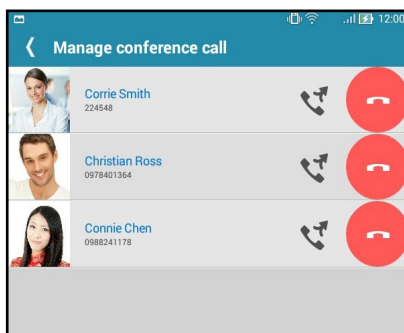 12:00
Manage conference call
Corrie Smith
224548
Christian Ross
0978401364
Connie Chen
0988241178